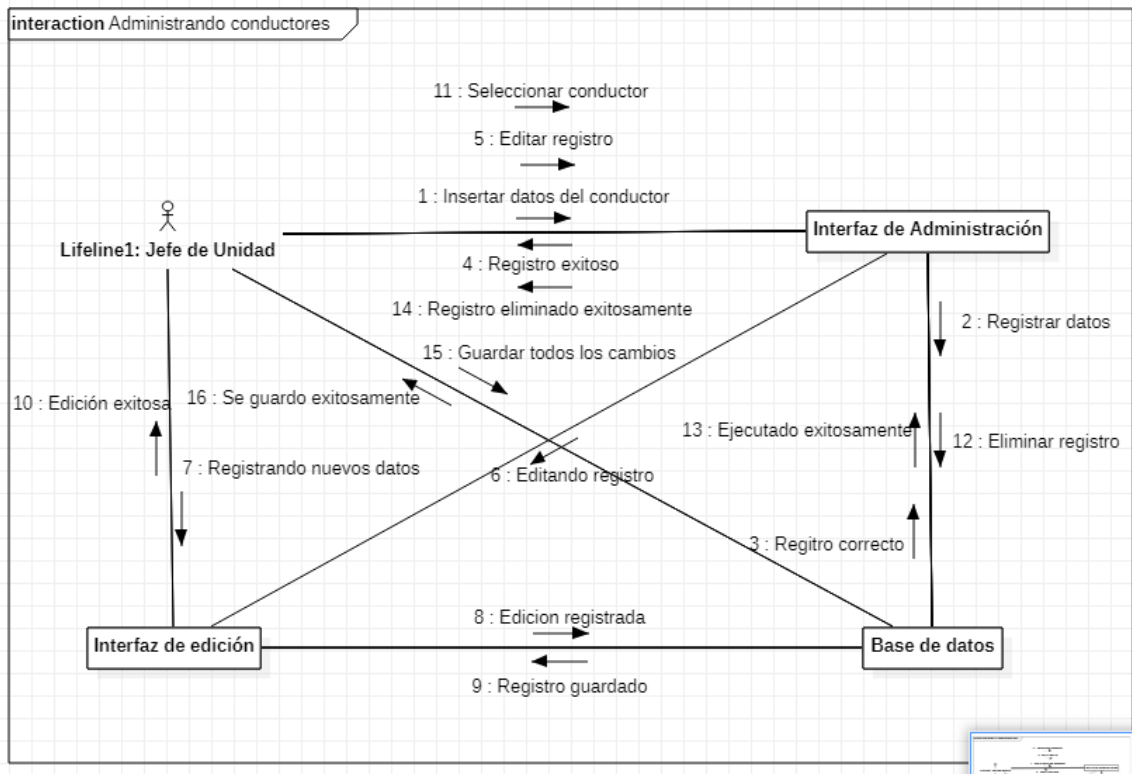 interaction Administrando conductores
11 : Seleccionar conductor
5 : Editar registro
1 : Insertar datos del conductor
Lifeline1: Jefe de Unidad
Interfaz de Administración
4 : Registro exitoso
14 : Registro eliminado exitosamente
2 : Registrar datos
15 : Guardar todos los cambios
16 : Se guardo exitosamente
10 : Edición exitosa
13 : Ejecutado exitosamente
12 : Eliminar registro
7 : Registrando nuevos datos
6 : Editando registro
3 : Regitro correcto
8 : Edicion registrada
Interfaz de edición
Base de datos
9 : Registro guardado